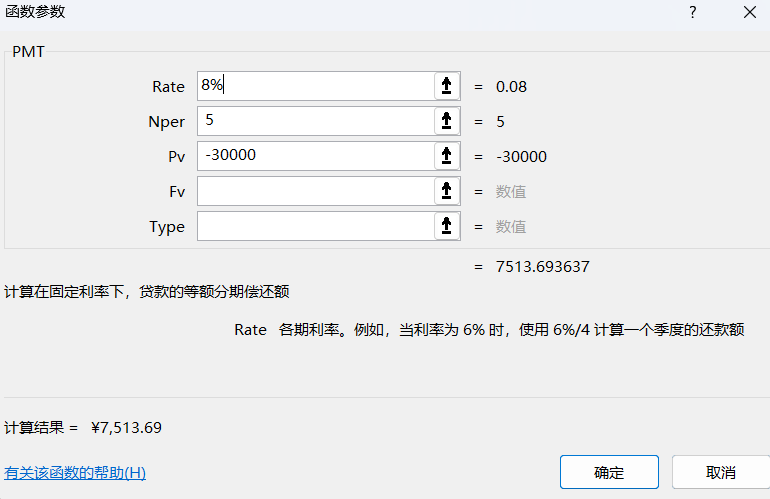 函数参数 ?
PMT
Rate 8% = 0.08
Nper 5 = 5
Pv -30000 = -30000
Fv = 数值
Type = 数值
= 7513.693637
计算在固定利率下，贷款的等额分期偿还额
Rate 各期利率。例如，当利率为 6% 时，使用 6%/4 计算一个季度的还款额
计算结果 = ¥7,513.69
有关该函数的帮助(H) 确定 取消